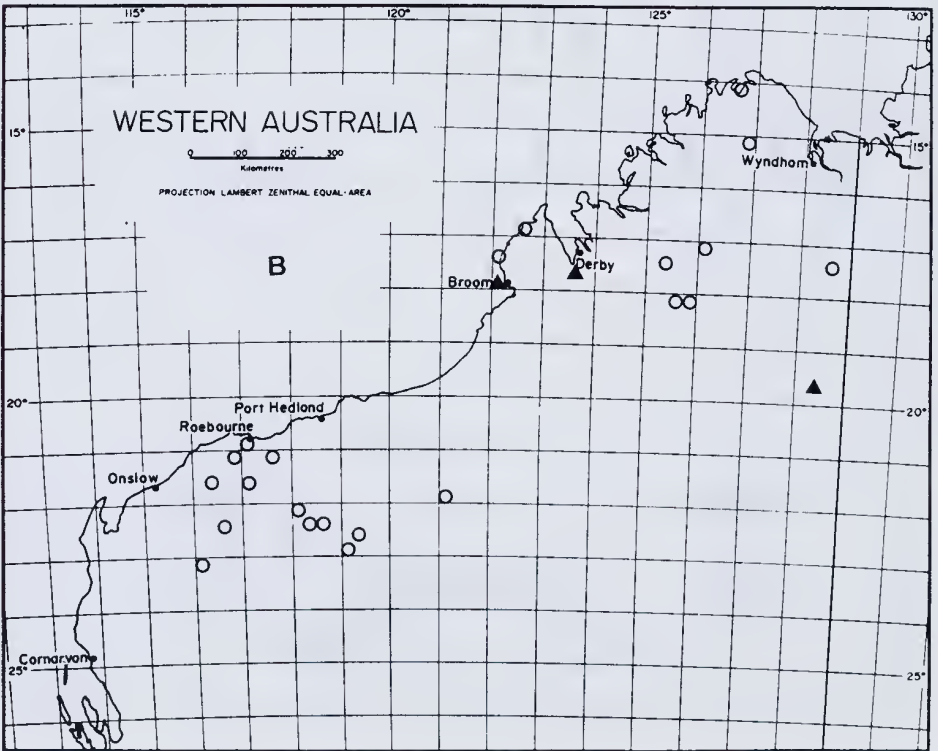 115° 120° 125° 130°
WESTERN AUSTRALIA
0 100 200 300
Kilometres
PROJECTION LAMBERT ZENITHAL EQUAL-AREA
15° 15°
Wyndham
B
Derby
Broome
20° 20°
Port Hedland
Roebourne
Onslow
Carnarvon
25° 25°